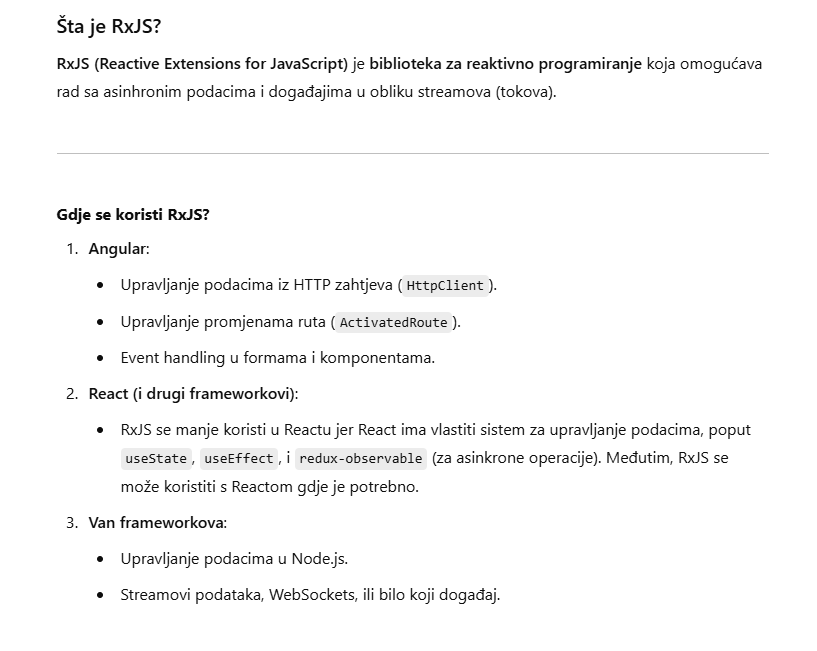 Šta je RxJS?
RxJS (Reactive Extensions for JavaScript) je biblioteka za reaktivno programiranje koja omogućava
rad sa asinhronim podacima i događajima u obliku streamova (tokova).
Gdje se koristi RxJS?
1. Angular:
• Upravljanje podacima iz HTTP zahtjeva ( HttpClient ).
• Upravljanje promjenama ruta ( ActivatedRoute ).
• Event handling u formama i komponentama.
2. React (i drugi frameworkovi):
• RxJS se manje koristi u Reactu jer React ima vlastiti sistem za upravljanje podacima, poput
useState , useEffect , i redux-observable (za asinkrone operacije). Međutim, RxJS se
može koristiti s Reactom gdje je potrebno.
3. Van frameworkova:
• Upravljanje podacima u Node.js.
• Streamovi podataka, WebSockets, ili bilo koji događaj.